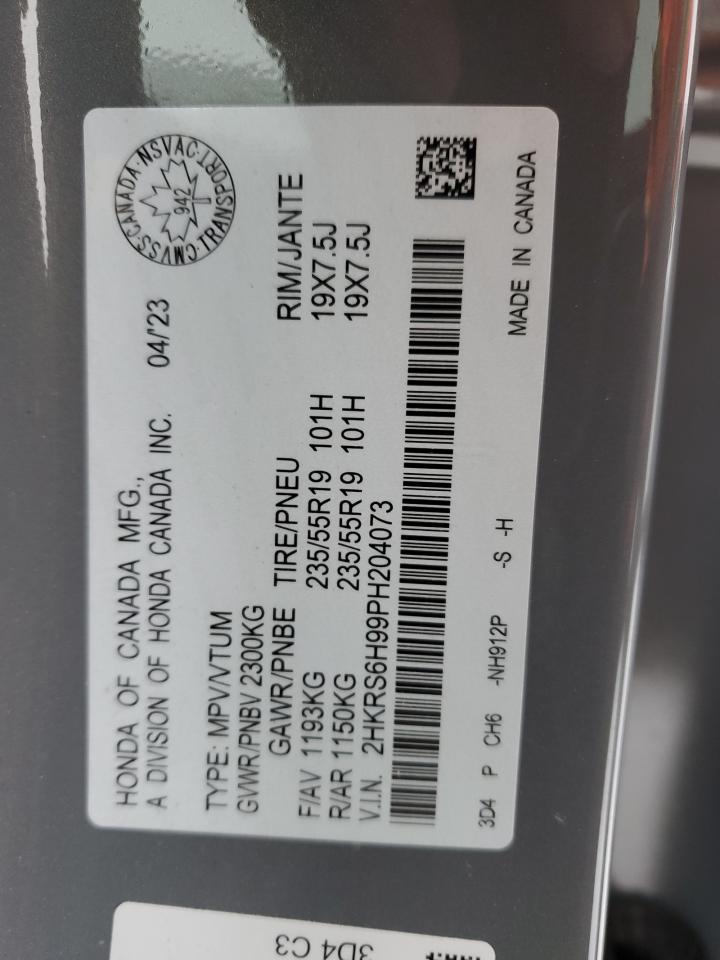 HONDA OF CANADA MFG.,
A DIVISION OF HONDA CANADA INC. 04/'23
CMVSS·CANADA·NSVAC·TRANSPORT
942
TYPE: MPV/VTUM
GVWR/PNBV 2300KG
GAWR/PNBE TIRE/PNEU RIM/JANTE
F/AV 1193KG 235/55R19 101H 19X7.5J
R/AR 1150KG 235/55R19 101H 19X7.5J
V.I.N. 2HKRS6H99PH204073
MADE IN CANADA
3D4 P CH6 -NH912P -S -H
3D4 C3